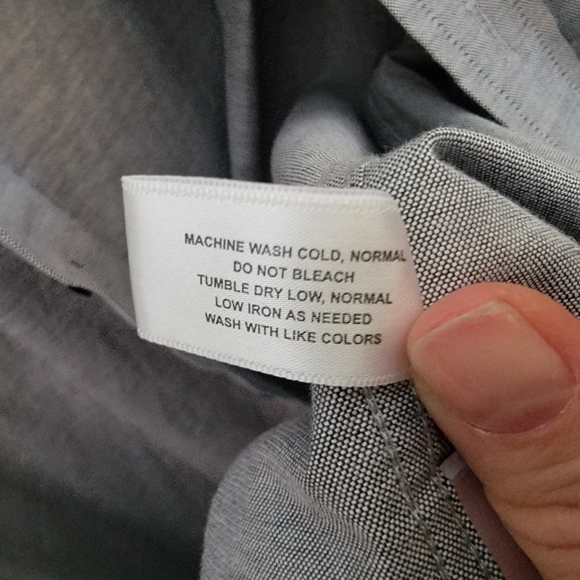 MACHINE WASH COLD, NORMAL
DO NOT BLEACH
TUMBLE DRY LOW, NORMAL
LOW IRON AS NEEDED
WASH WITH LIKE COLORS